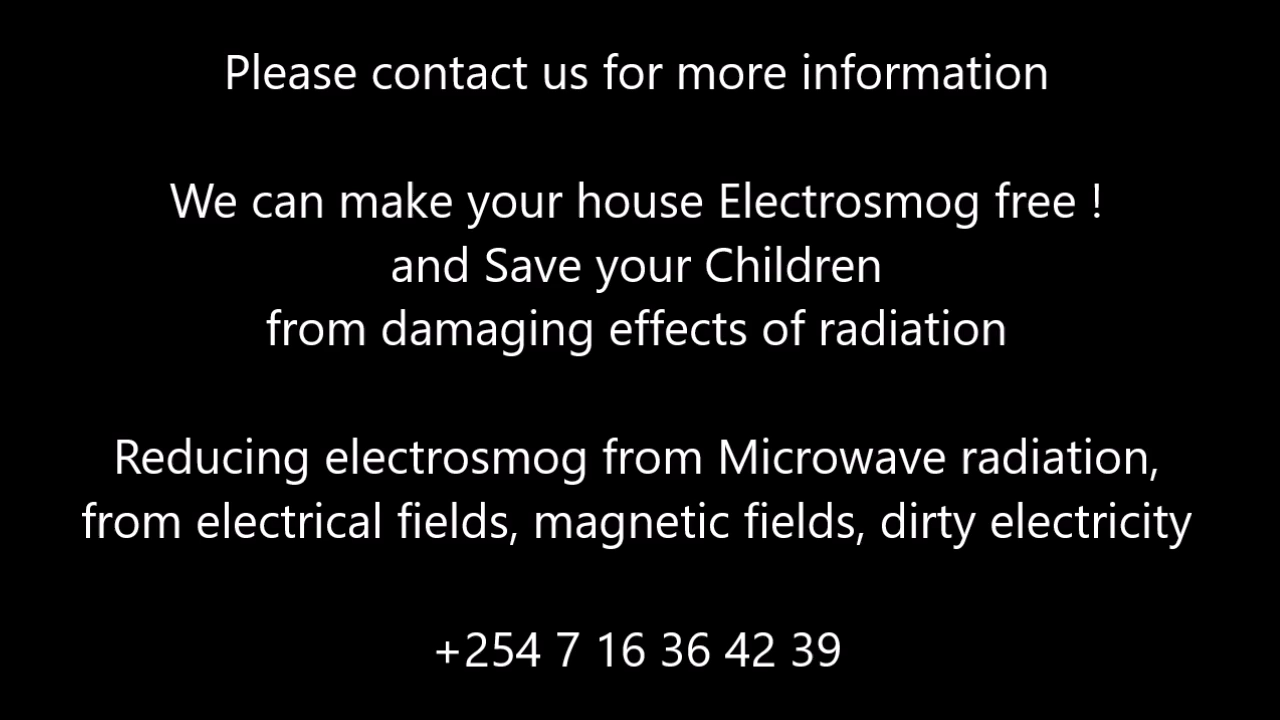 Please contact us for more information
We can make your house Electrosmog free !
and Save your Children
from damaging effects of radiation
Reducing electrosmog from Microwave radiation,
from electrical fields, magnetic fields, dirty electricity
+254 7 16 36 42 39